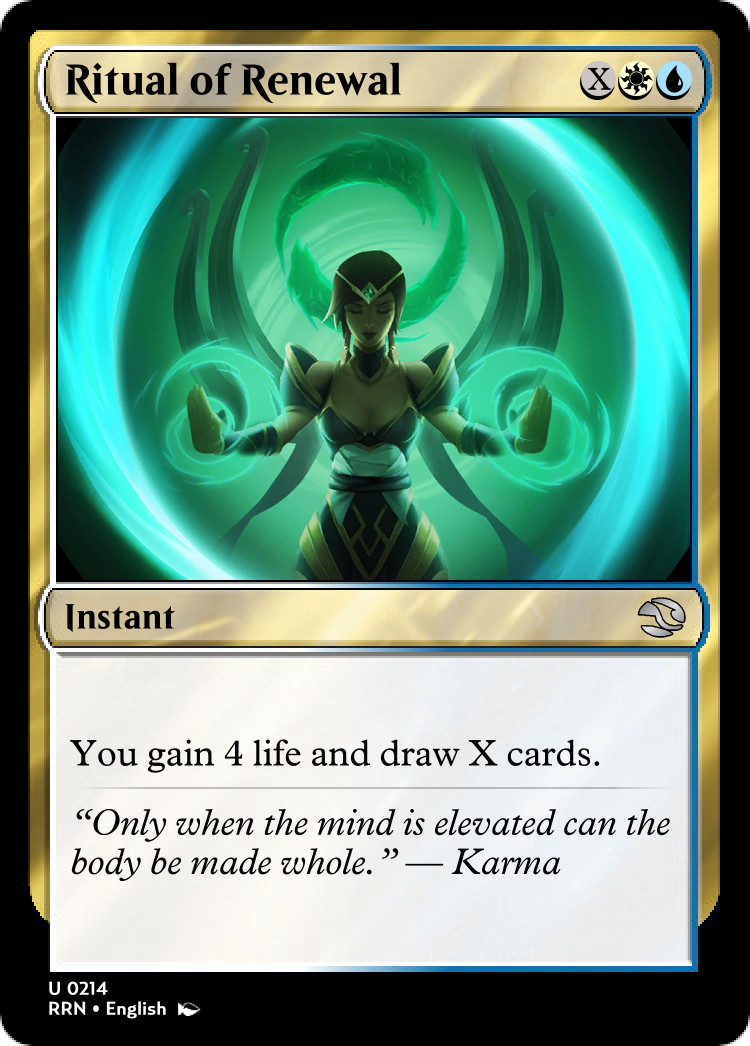 Ritual of Renewal X
Instant
You gain 4 life and draw X cards.
“Only when the mind is elevated can the
body be made whole.” — Karma
U 0214
RRN • English